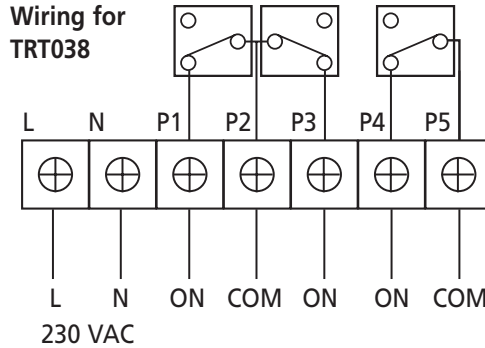 Wiring for
TRT038
L N P1 P2 P3 P4 P5
L N ON COM ON ON COM
230 VAC